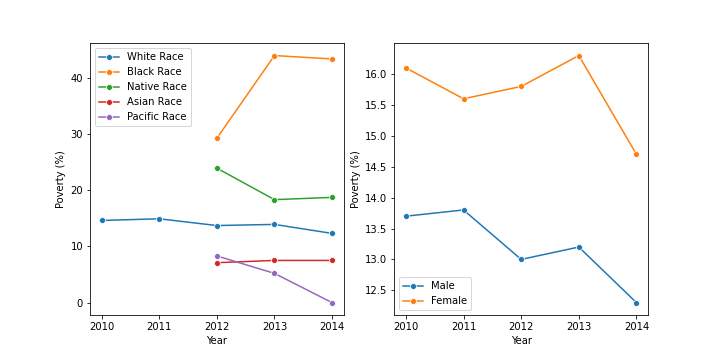 White Race
Black Race
Native Race
Asian Race
Pacific Race
40
30
20
10
0
Poverty (%)
2010 2011 2012 2013 2014
Year
16.0
15.5
15.0
14.5
14.0
13.5
13.0
12.5
Poverty (%)
Male
Female
2010 2011 2012 2013 2014
Year